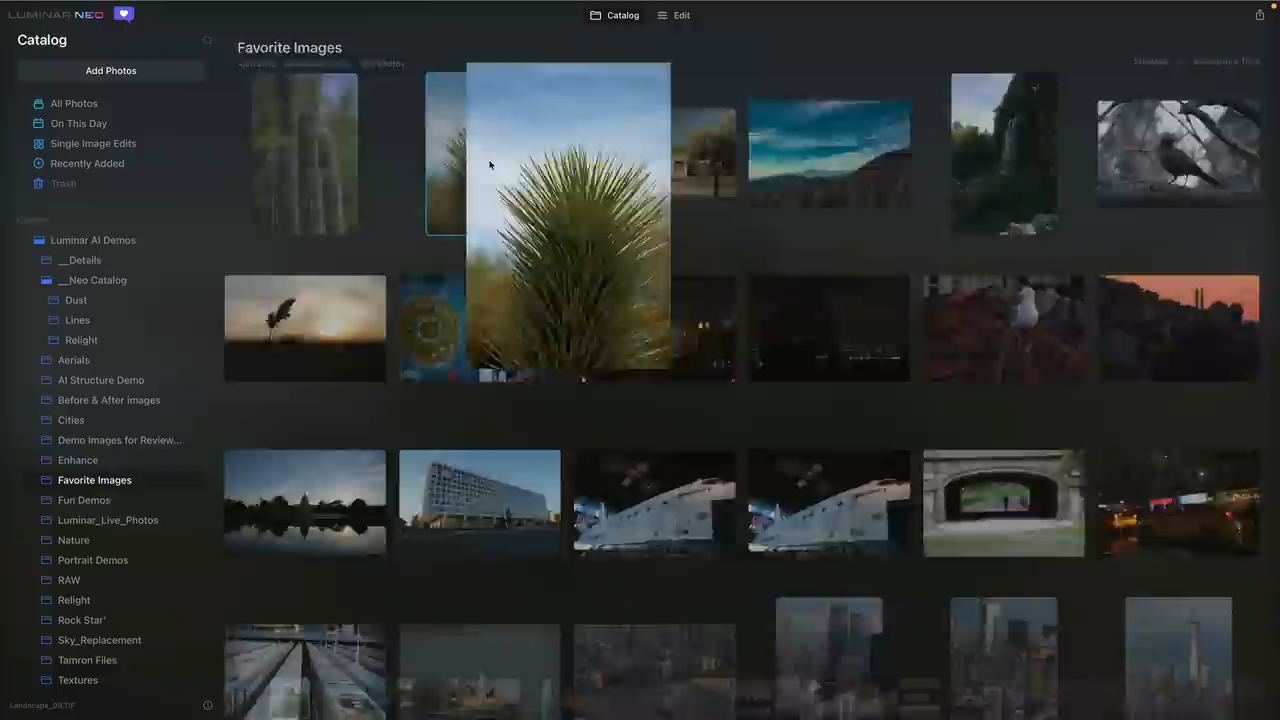 LUMINAR NEO
Catalog
Edit
Catalog
Favorite Images
Photos
Add Photos
All Photos
On This Day
Single Image Edits
Recently Added
Trash
Luminar AI Demos
__Details
__Neo Catalog
Dust
Lines
Relight
Aerials
AI Structure Demo
Before & After images
Cities
Demo Images for Review...
Enhance
Favorite Images
Fun Demos
Luminar_Live_Photos
Nature
Portrait Demos
RAW
Relight
Rock Star'
Sky_Replacement
Tamron Files
Textures
Landscape_09.TIF